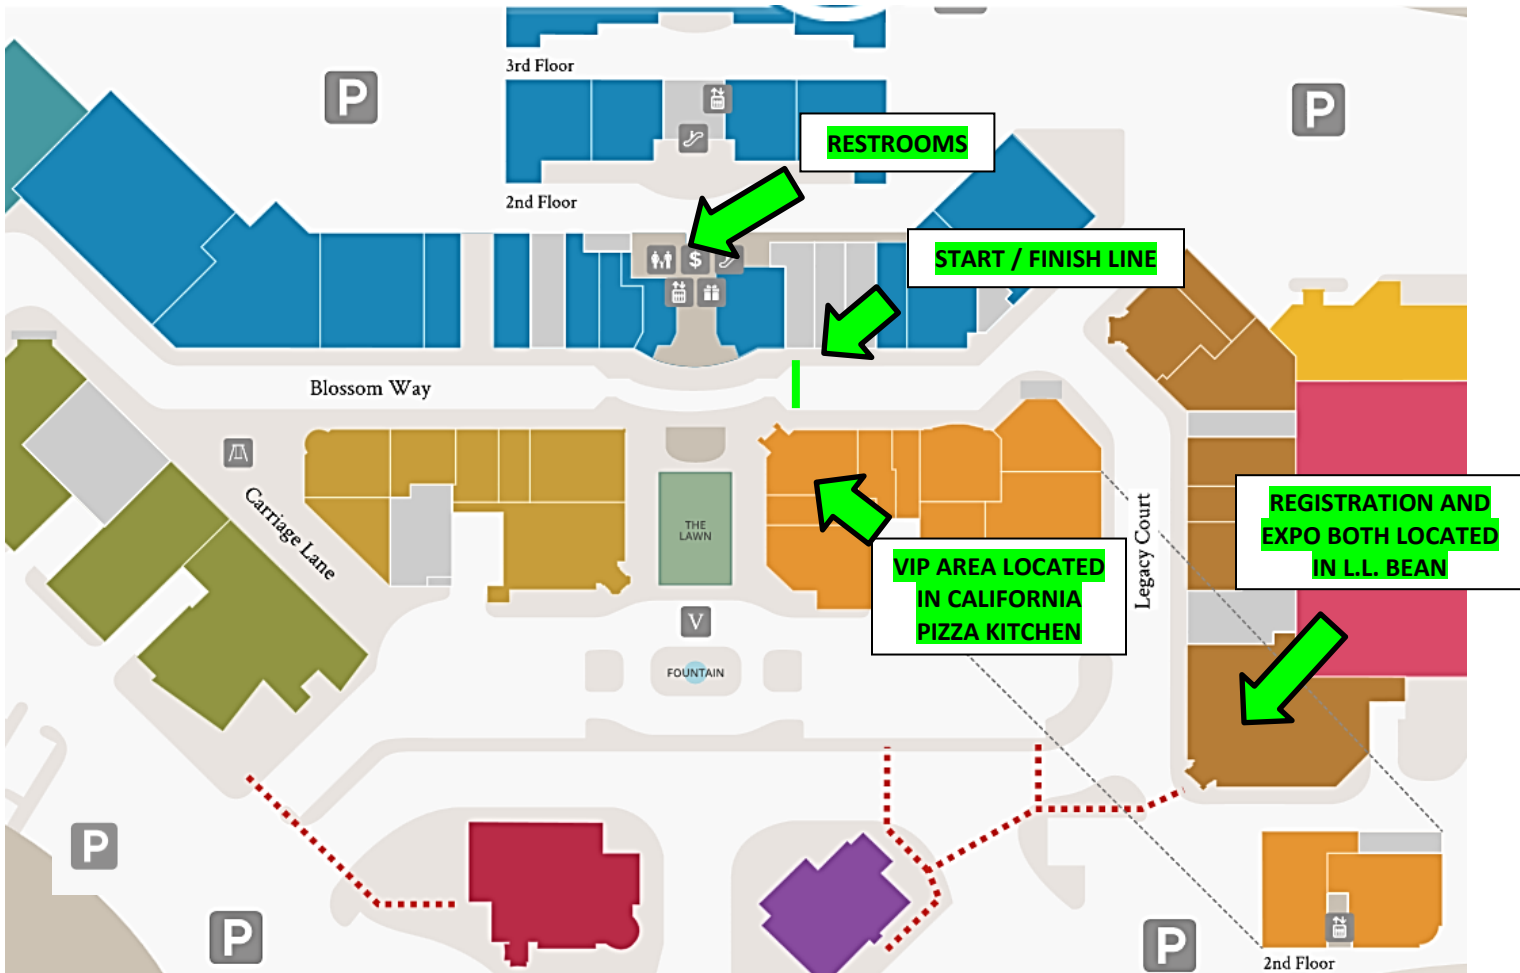 3rd Floor
P
P
RESTROOMS
2nd Floor
START / FINISH LINE
$
Blossom Way
Carriage Lane
THE
LAWN
Legacy Court
REGISTRATION AND
EXPO BOTH LOCATED
IN L.L. BEAN
VIP AREA LOCATED
IN CALIFORNIA
PIZZA KITCHEN
V
FOUNTAIN
P
P
P
2nd Floor